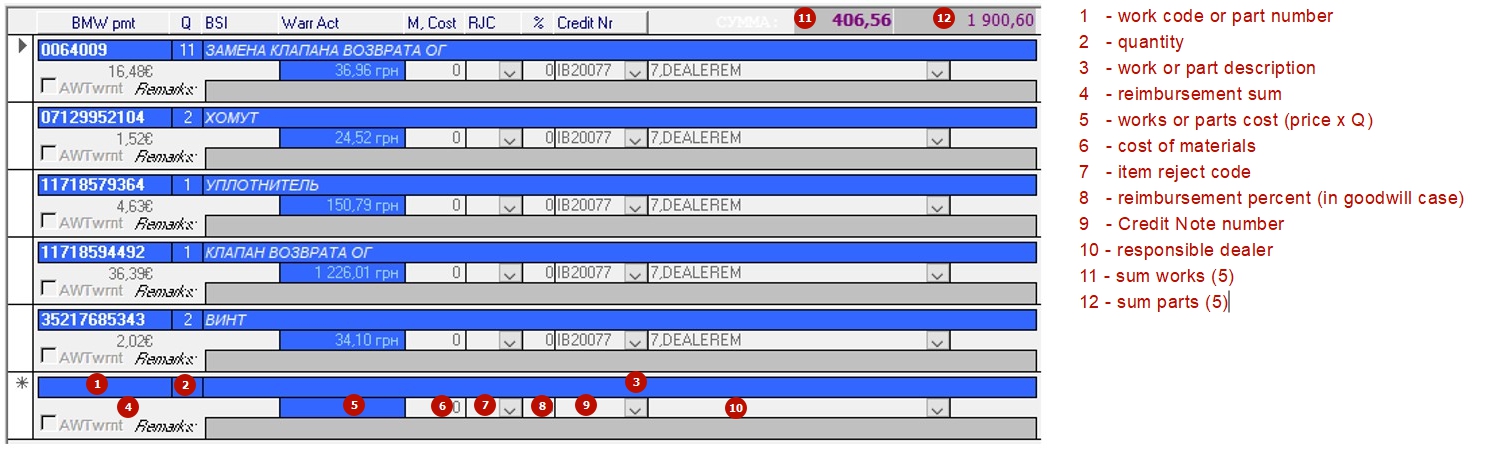 BMW pmt Q BSI Warr Act M, Cost RJC % Credit Nr СУММА: 11 406,56 12 1 900,60
0064009 11 ЗАМЕНА КЛАПАНА ВОЗВРАТА ОГ
16,48€ 36,96 грн 0 0 IB20077 7,DEALEREM
AWTwrnt Remarks:
07129952104 2 ХОМУТ
1,52€ 24,52 грн 0 0 IB20077 7,DEALEREM
AWTwrnt Remarks:
11718579364 1 УПЛОТНИТЕЛЬ
4,63€ 150,79 грн 0 0 IB20077 7,DEALEREM
AWTwrnt Remarks:
11718594492 1 КЛАПАН ВОЗВРАТА ОГ
36,39€ 1 226,01 грн 0 0 IB20077 7,DEALEREM
AWTwrnt Remarks:
35217685343 2 ВИНТ
2,02€ 34,10 грн 0 0 IB20077 7,DEALEREM
AWTwrnt Remarks:
1 2 3
4 5 6 0 7 8 9 10
AWTwrnt Remarks:
1 - work code or part number
2 - quantity
3 - work or part description
4 - reimbursement sum
5 - works or parts cost (price x Q)
6 - cost of materials
7 - item reject code
8 - reimbursement percent (in goodwill case)
9 - Credit Note number
10 - responsible dealer
11 - sum works (5)
12 - sum parts (5)